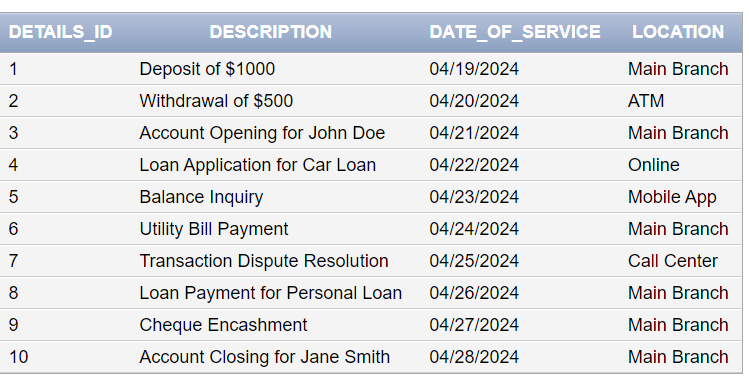 DETAILS_ID DESCRIPTION DATE_OF_SERVICE LOCATION
1 Deposit of $1000 04/19/2024 Main Branch
2 Withdrawal of $500 04/20/2024 ATM
3 Account Opening for John Doe 04/21/2024 Main Branch
4 Loan Application for Car Loan 04/22/2024 Online
5 Balance Inquiry 04/23/2024 Mobile App
6 Utility Bill Payment 04/24/2024 Main Branch
7 Transaction Dispute Resolution 04/25/2024 Call Center
8 Loan Payment for Personal Loan 04/26/2024 Main Branch
9 Cheque Encashment 04/27/2024 Main Branch
10 Account Closing for Jane Smith 04/28/2024 Main Branch